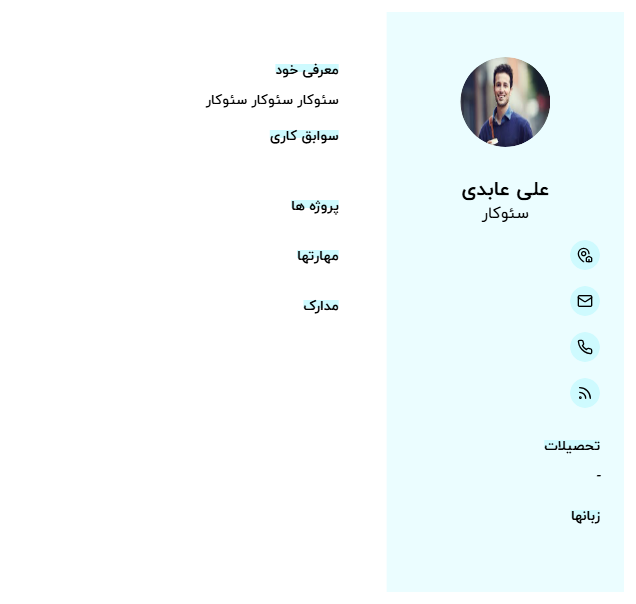 علی عابدی
سئوکار
تحصیلات
-
زبانها
معرفی خود
سئوکار سئوکار سئوکار
سوابق کاری
پروژه ها
مهارتها
مدارک